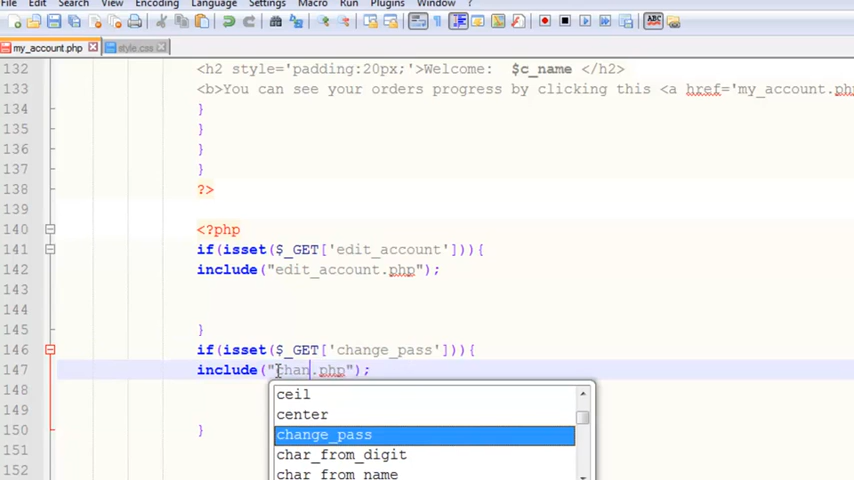 Search View Encoding Language Settings Macro Run Plugins Window ?
my_account.php style.css
132 <h2 style='padding:20px;'>Welcome: $c_name </h2>
133 <b>You can see your orders progress by clicking this <a href='my_account.php
134 }
135 }
136 }
137 }
138 ?>
139
140 <?php
141 if(isset($_GET['edit_account'])){
142 include("edit_account.php");
143
144
145 }
146 if(isset($_GET['change_pass'])){
147 include("chan.php");
148
149
150 }
151
152
ceil
center
change_pass
char_from_digit
char_from_name